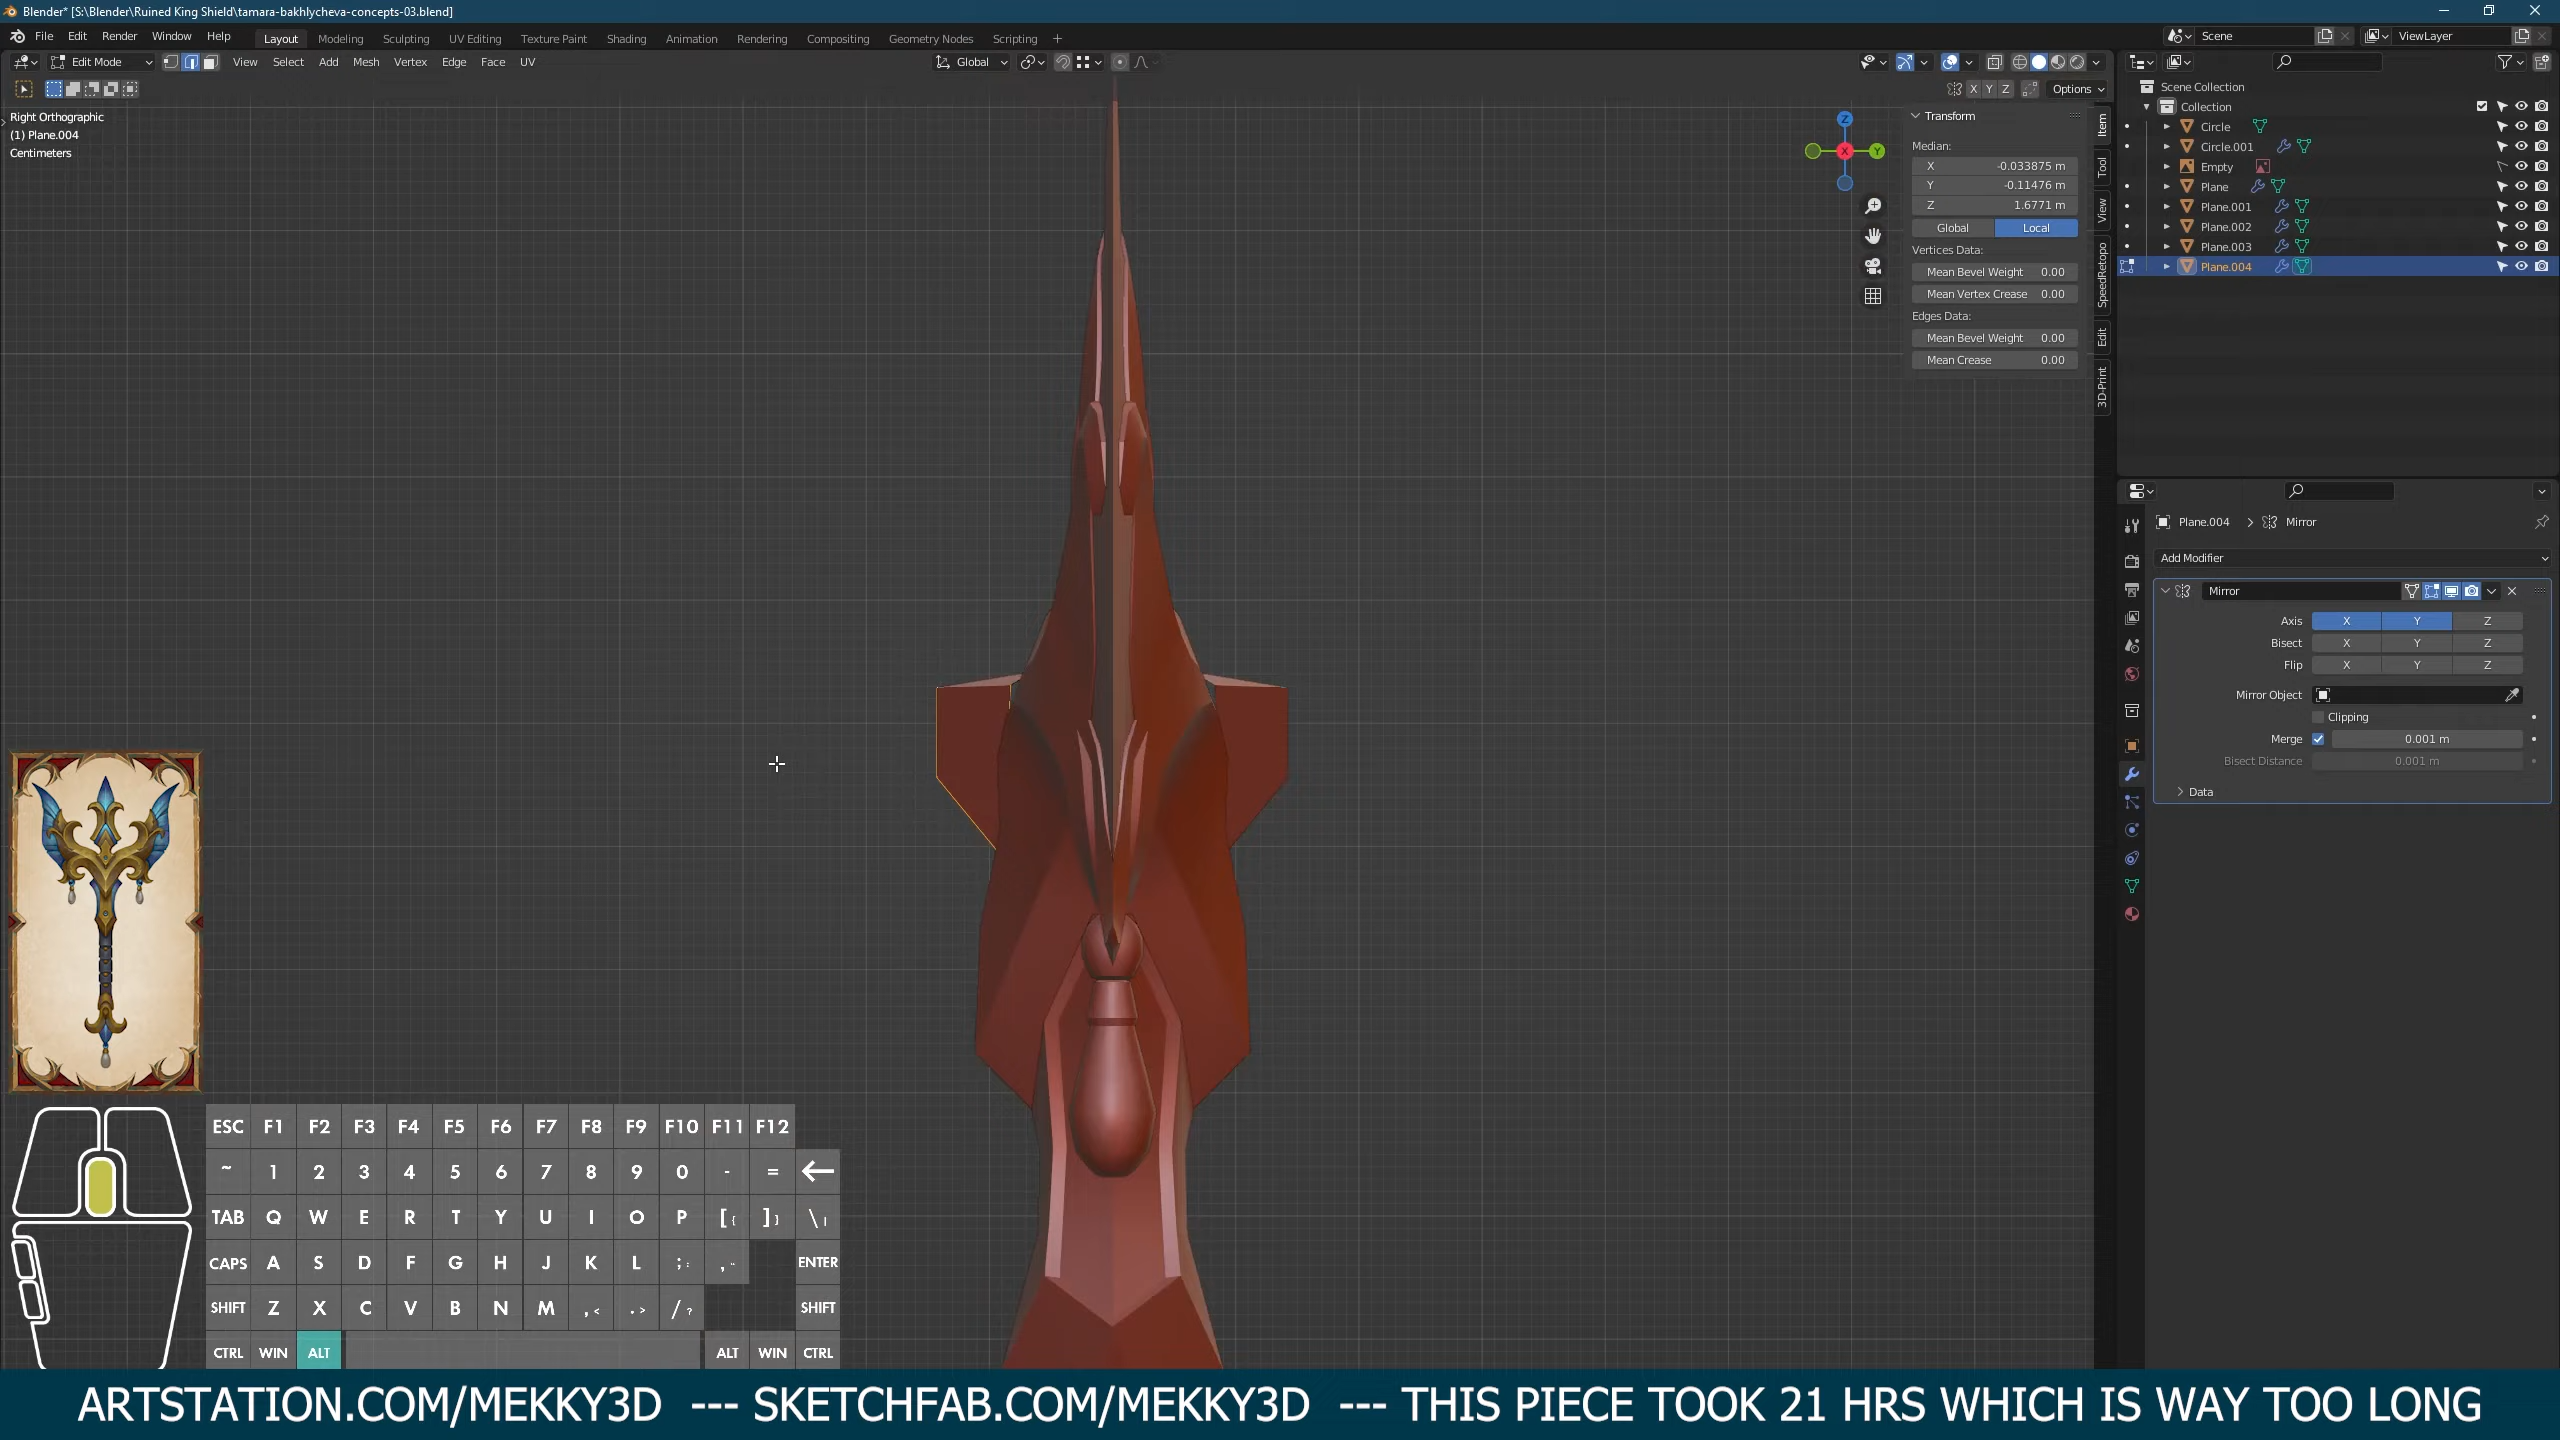 Blender* [S:\Blender\Ruined King Shield\tamara-bakhlycheva-concepts-03.blend]
File Edit Render Window Help Layout Modeling Sculpting UV Editing Texture Paint Shading Animation Rendering Compositing Geometry Nodes Scripting + Scene ViewLayer
Edit Mode View Select Add Mesh Vertex Edge Face UV Global
X Y Z Options
Right Orthographic
(1) Plane.004
Centimeters
Z
X
Y
Transform
Median:
X -0.033875 m
Y -0.11476 m
Z 1.6771 m
Global Local
Vertices Data:
Mean Bevel Weight 0.00
Mean Vertex Crease 0.00
Edges Data:
Mean Bevel Weight 0.00
Mean Crease 0.00
Item
Tool
View
SpeedRetopo
Edit
3D-Print
Scene Collection
Collection
Circle
Circle.001
Empty
Plane
Plane.001
Plane.002
Plane.003
Plane.004
Plane.004 > Mirror
Add Modifier
Mirror
Axis X Y Z
Bisect X Y Z
Flip X Y Z
Mirror Object
Clipping
Merge 0.001 m
Bisect Distance 0.001 m
Data
ESC F1 F2 F3 F4 F5 F6 F7 F8 F9 F10 F11 F12
~ 1 2 3 4 5 6 7 8 9 0 - =
TAB Q W E R T Y U I O P [ { ] } \ |
CAPS A S D F G H J K L ; : , " ENTER
SHIFT Z X C V B N M , < . > / ? SHIFT
CTRL WIN ALT ALT WIN CTRL
ARTSTATION.COM/MEKKY3D --- SKETCHFAB.COM/MEKKY3D --- THIS PIECE TOOK 21 HRS WHICH IS WAY TOO LONG